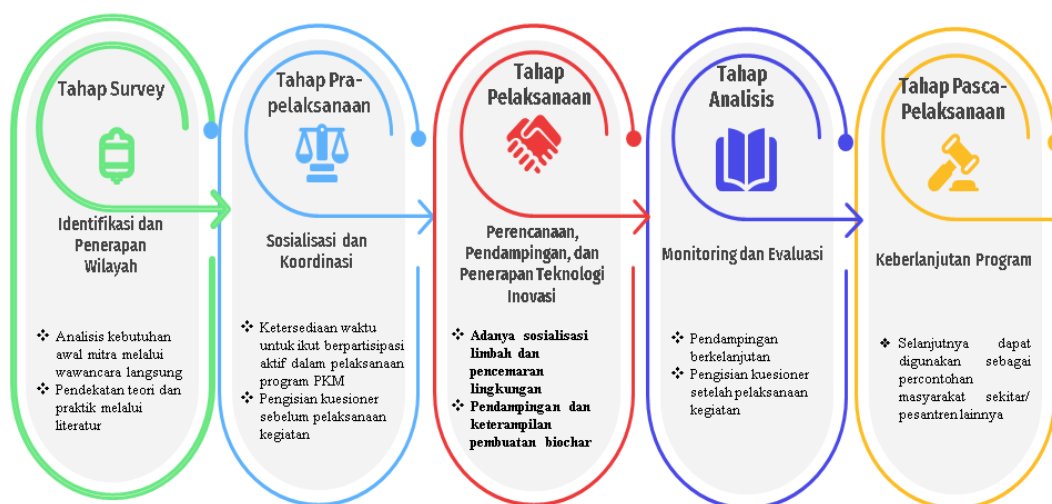 Tahap Survey
Identifikasi dan
Penerapan
Wilayah
❖ Analisis kebutuhan
awal mitra melalui
wawancara langsung
❖ Pendekatan teori dan
praktik melalui
literatur
Tahap Pra-
pelaksanaan
Sosialisasi dan
Koordinasi
❖ Ketersediaan waktu
untuk ikut berpartisipasi
aktif dalam pelaksanaan
program PKM
❖ Pengisian kuesioner
sebelum pelaksanaan
kegiatan
Tahap
Pelaksanaan
Perencanaan,
Pendampingan, dan
Penerapan Teknologi
Inovasi
❖ Adanya sosialisasi
limbah dan
pencemaran
lingkungan
❖ Pendampingan dan
keterampilan
pembuatan biochar
Tahap
Analisis
Monitoring dan Evaluasi
❖ Pendampingan
berkelanjutan
❖ Pengisian kuesioner
setelah pelaksanaan
kegiatan
Tahap Pasca-
Pelaksanaan
Keberlanjutan Program
❖ Selanjutnya dapat
digunakan sebagai
percontohan
masyarakat sekitar/
pesantren lainnya